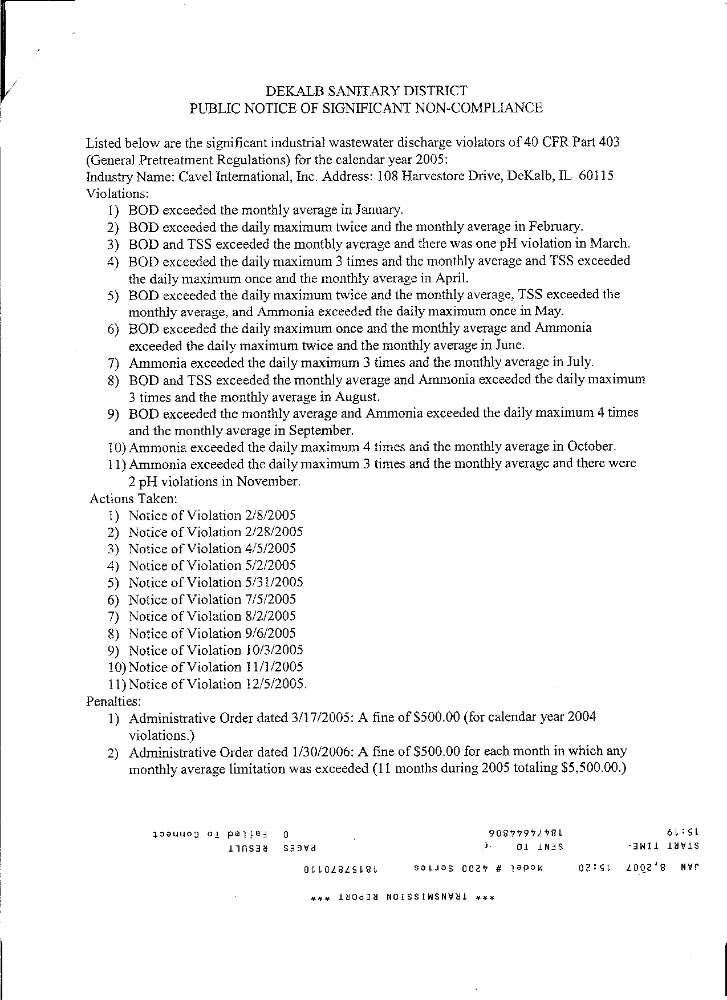 DEKALB SANITARY DISTRICT
PUBLIC NOTICE OF SIGNIFICANT NON-COMPLIANCE
Listed below are the significant industrial wastewater discharge violators of 40 CFR Part 403
(General Pretreatment Regulations) for the calendar year 2005:
Industry Name: Cavel International, Inc. Address: 108 Harvestore Drive, DeKalb, IL 60115
Violations:
1) BOD exceeded the monthly average in January.
2) BOD exceeded the daily maximum twice and the monthly average in February.
3) BOD and TSS exceeded the monthly average and there was one pH violation in March.
4) BOD exceeded the daily maximum 3 times and the monthly average and TSS exceeded
the daily maximum once and the monthly average in April.
5) BOD exceeded the daily maximum twice and the monthly average, TSS exceeded the
monthly average, and Ammonia exceeded the daily maximum once in May.
6) BOD exceeded the daily maximum once and the monthly average and Ammonia
exceeded the daily maximum twice and the monthly average in June.
7) Ammonia exceeded the daily maximum 3 times and the monthly average in July.
8) BOD and TSS exceeded the monthly average and Ammonia exceeded the daily maximum
3 times and the monthly average in August.
9) BOD exceeded the monthly average and Ammonia exceeded the daily maximum 4 times
and the monthly average in September.
10) Ammonia exceeded the daily maximum 4 times and the monthly average in October.
11) Ammonia exceeded the daily maximum 3 times and the monthly average and there were
2 pH violations in November.
Actions Taken:
1) Notice of Violation 2/8/2005
2) Notice of Violation 2/28/2005
3) Notice of Violation 4/5/2005
4) Notice of Violation 5/2/2005
5) Notice of Violation 5/31/2005
6) Notice of Violation 7/5/2005
7) Notice of Violation 8/2/2005
8) Notice of Violation 9/6/2005
9) Notice of Violation 10/3/2005
10) Notice of Violation 11/1/2005
11) Notice of Violation 12/5/2005.
Penalties:
1) Administrative Order dated 3/17/2005: A fine of $500.00 (for calendar year 2004
violations.)
2) Administrative Order dated 1/30/2006: A fine of $500.00 for each month in which any
monthly average limitation was exceeded (11 months during 2005 totaling $5,500.00.)
*** TRANSMISSION REPORT ***
JAN 8,2007 15:20 Model # 4200 Series 18157870110
START TIME SENT TO PAGES RESULT
15:19 18474644806 0 Failed To Connect